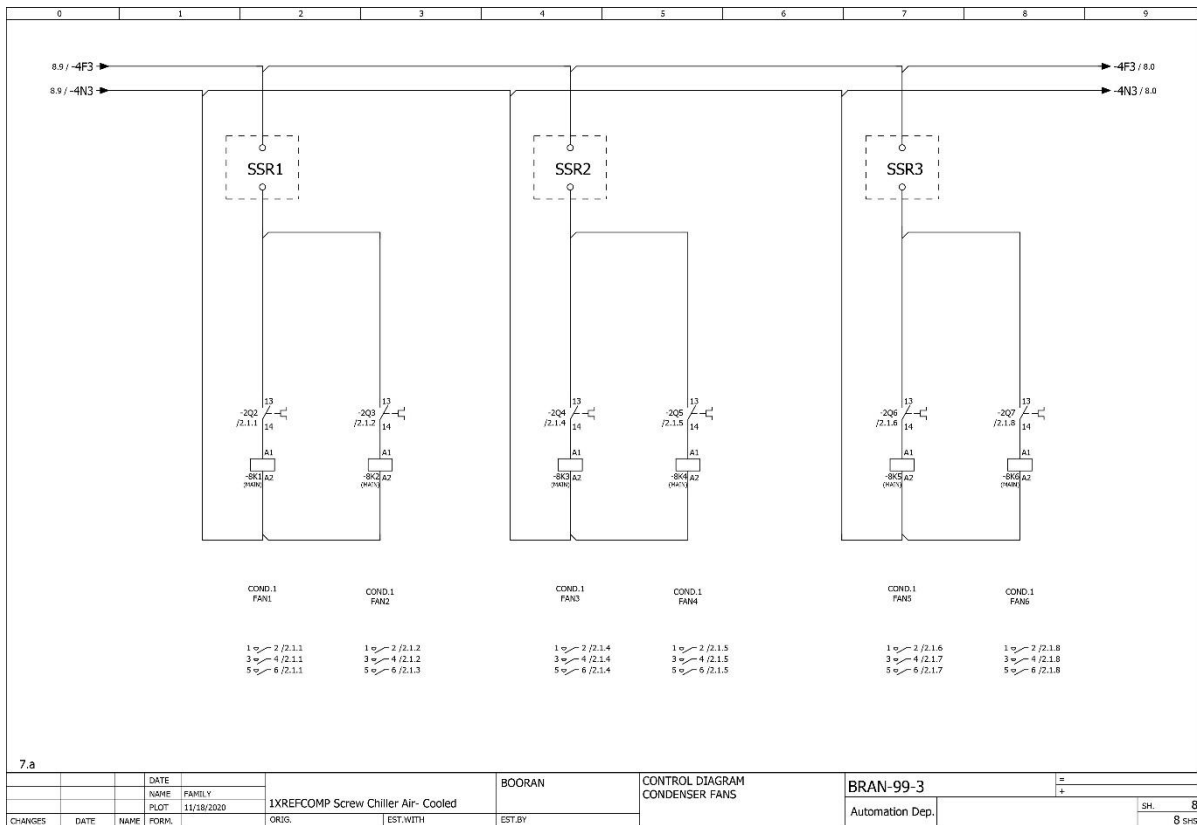 0 1 2 3 4 5 6 7 8 9
8.9 / -4F3 -4F3 / 8.0
8.9 / -4N3 -4N3 / 8.0
SSR1 SSR2 SSR3
13 13 13 13 13 13
-2Q2 -2Q3 -2Q4 -2Q5 -2Q6 -2Q7
/2.1.1 /2.1.2 /2.1.4 /2.1.5 /2.1.6 /2.1.8
14 14 14 14 14 14
A1 A1 A1 A1 A1 A1
-8K1 A2 -8K2 A2 -8K3 A2 -8K4 A2 -8K5 A2 -8K6 A2
(MAIN) (MAIN) (MAIN) (MAIN) (MAIN) (MAIN)
COND.1 COND.1 COND.1 COND.1 COND.1 COND.1
FAN1 FAN2 FAN3 FAN4 FAN5 FAN6
1 2 /2.1.1 1 2 /2.1.2 1 2 /2.1.4 1 2 /2.1.5 1 2 /2.1.6 1 2 /2.1.8
3 4 /2.1.1 3 4 /2.1.2 3 4 /2.1.4 3 4 /2.1.5 3 4 /2.1.7 3 4 /2.1.8
5 6 /2.1.1 5 6 /2.1.3 5 6 /2.1.4 5 6 /2.1.5 5 6 /2.1.7 5 6 /2.1.8
7.a
DATE BOORAN CONTROL DIAGRAM BRAN-99-3 =
NAME FAMILY CONDENSER FANS +
PLOT 11/18/2020 1XREFCOMP Screw Chiller Air- Cooled Automation Dep. SH. 8
CHANGES DATE NAME FORM. ORIG. EST.WITH EST.BY 8 SHS